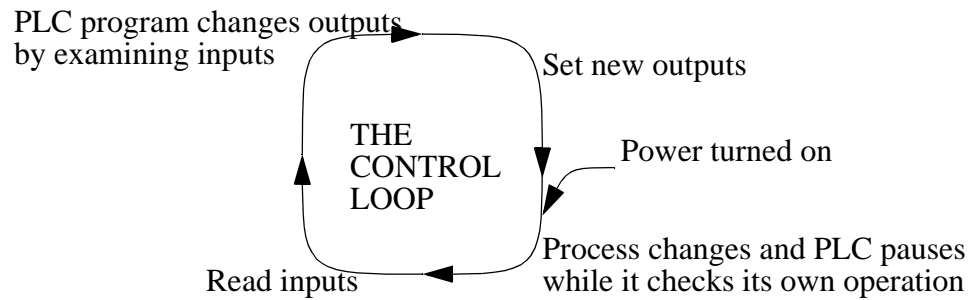 PLC program changes outputs
by examining inputs
Set new outputs
THE
CONTROL
LOOP
Power turned on
Process changes and PLC pauses
while it checks its own operation
Read inputs